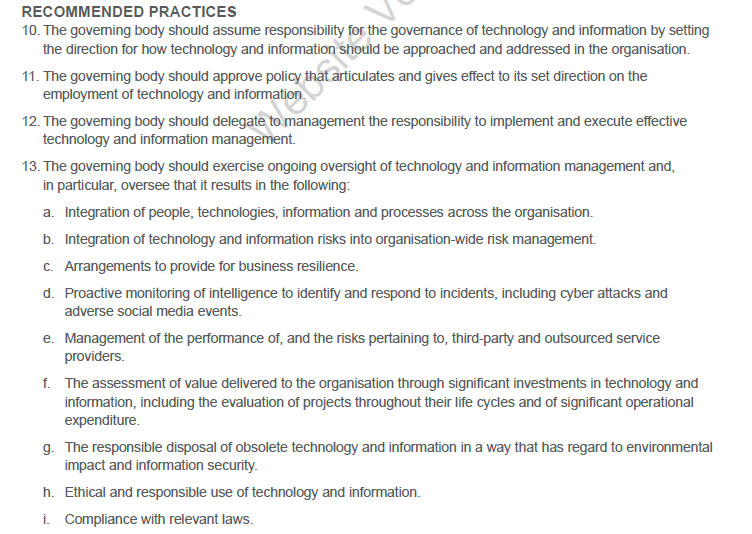 RECOMMENDED PRACTICES
10. The governing body should assume responsibility for the governance of technology and information by setting
the direction for how technology and information should be approached and addressed in the organisation.
11. The governing body should approve policy that articulates and gives effect to its set direction on the
employment of technology and information.
12. The governing body should delegate to management the responsibility to implement and execute effective
technology and information management.
13. The governing body should exercise ongoing oversight of technology and information management and,
in particular, oversee that it results in the following:
a. Integration of people, technologies, information and processes across the organisation.
b. Integration of technology and information risks into organisation-wide risk management.
c. Arrangements to provide for business resilience.
d. Proactive monitoring of intelligence to identify and respond to incidents, including cyber attacks and
adverse social media events.
e. Management of the performance of, and the risks pertaining to, third-party and outsourced service
providers.
f. The assessment of value delivered to the organisation through significant investments in technology and
information, including the evaluation of projects throughout their life cycles and of significant operational
expenditure.
g. The responsible disposal of obsolete technology and information in a way that has regard to environmental
impact and information security.
h. Ethical and responsible use of technology and information.
i. Compliance with relevant laws.
Website